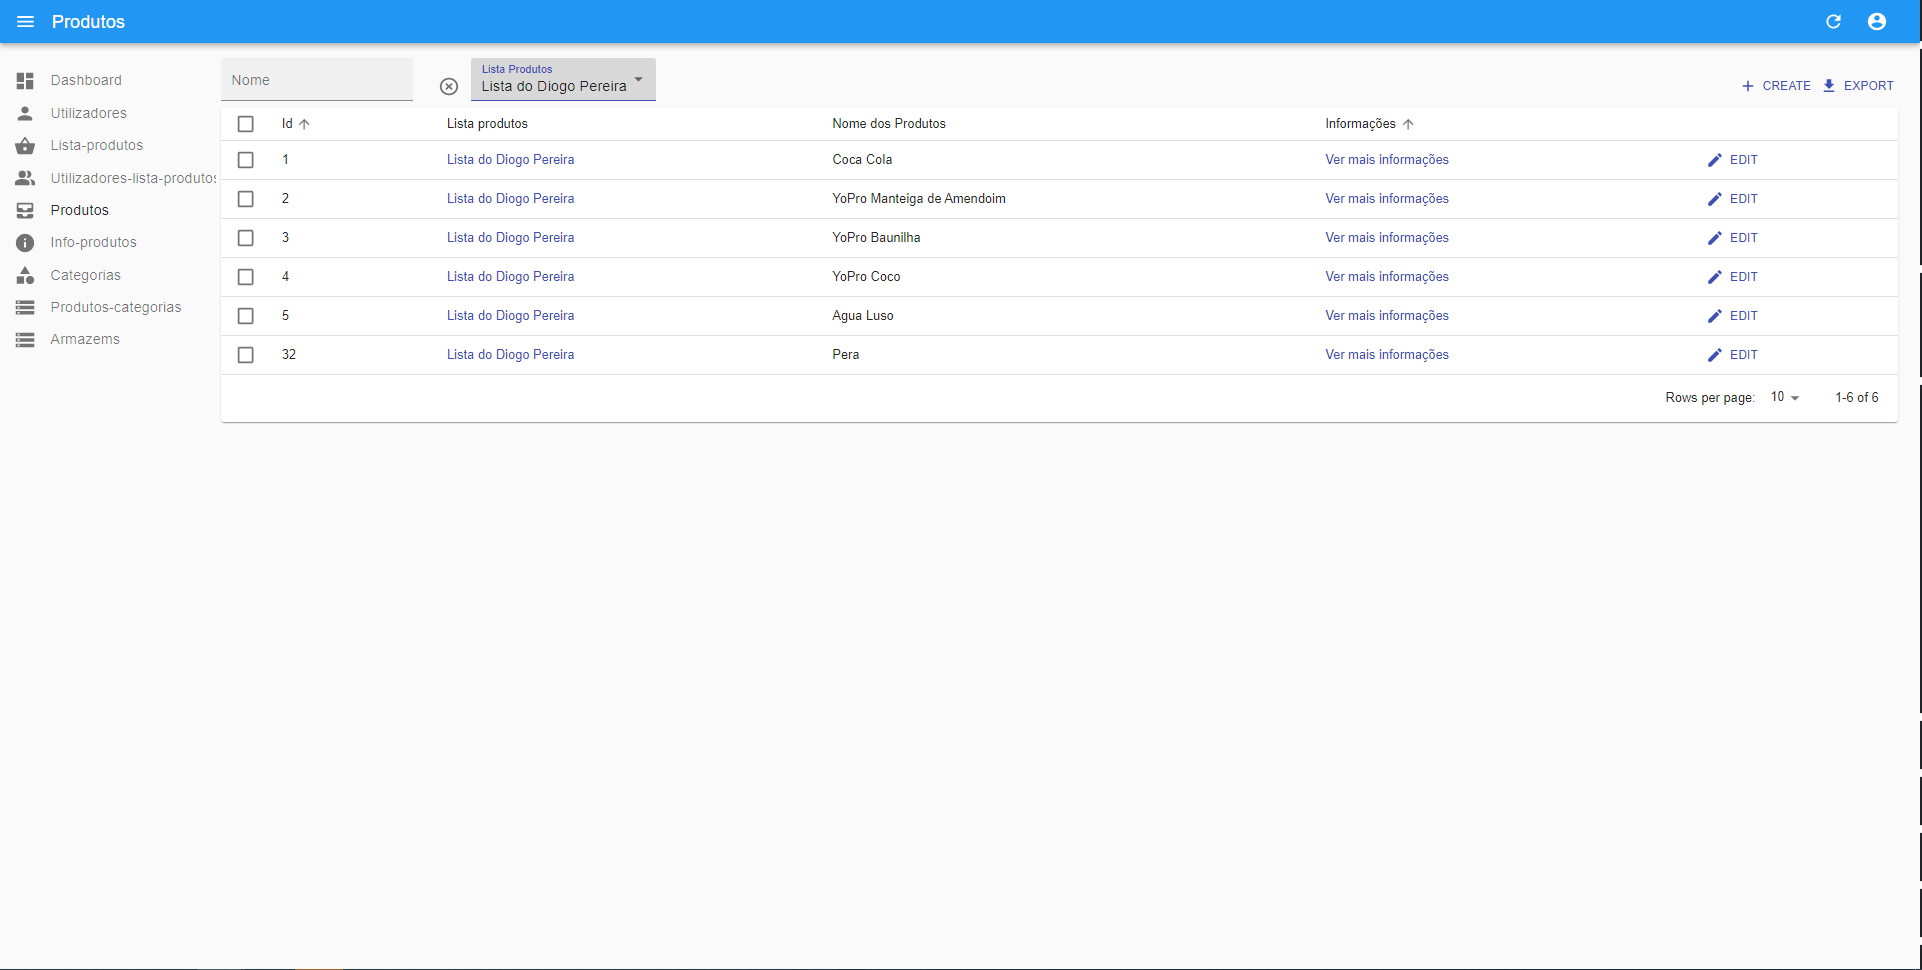 Produtos
Dashboard
Utilizadores
Lista-produtos
Utilizadores-lista-produtos
Produtos
Info-produtos
Categorias
Produtos-categorias
Armazems
Nome
Lista Produtos
Lista do Diogo Pereira
CREATE EXPORT
Id Lista produtos Nome dos Produtos Informações
1 Lista do Diogo Pereira Coca Cola Ver mais informações EDIT
2 Lista do Diogo Pereira YoPro Manteiga de Amendoim Ver mais informações EDIT
3 Lista do Diogo Pereira YoPro Baunilha Ver mais informações EDIT
4 Lista do Diogo Pereira YoPro Coco Ver mais informações EDIT
5 Lista do Diogo Pereira Agua Luso Ver mais informações EDIT
32 Lista do Diogo Pereira Pera Ver mais informações EDIT
Rows per page: 10 1-6 of 6